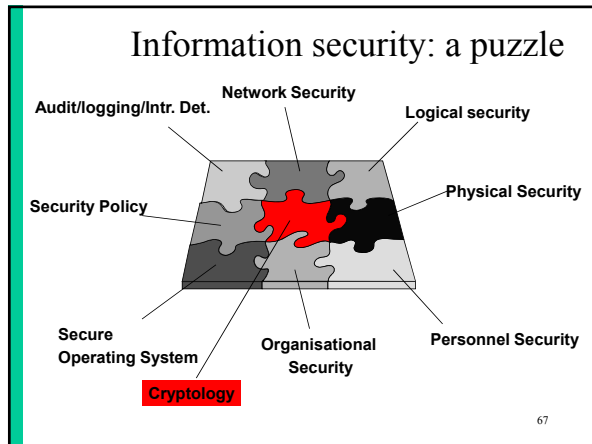 Information security: a puzzle
Network Security
Audit/logging/Intr. Det.
Logical security
Physical Security
Security Policy
Secure
Operating System
Organisational
Security
Personnel Security
Cryptology
67